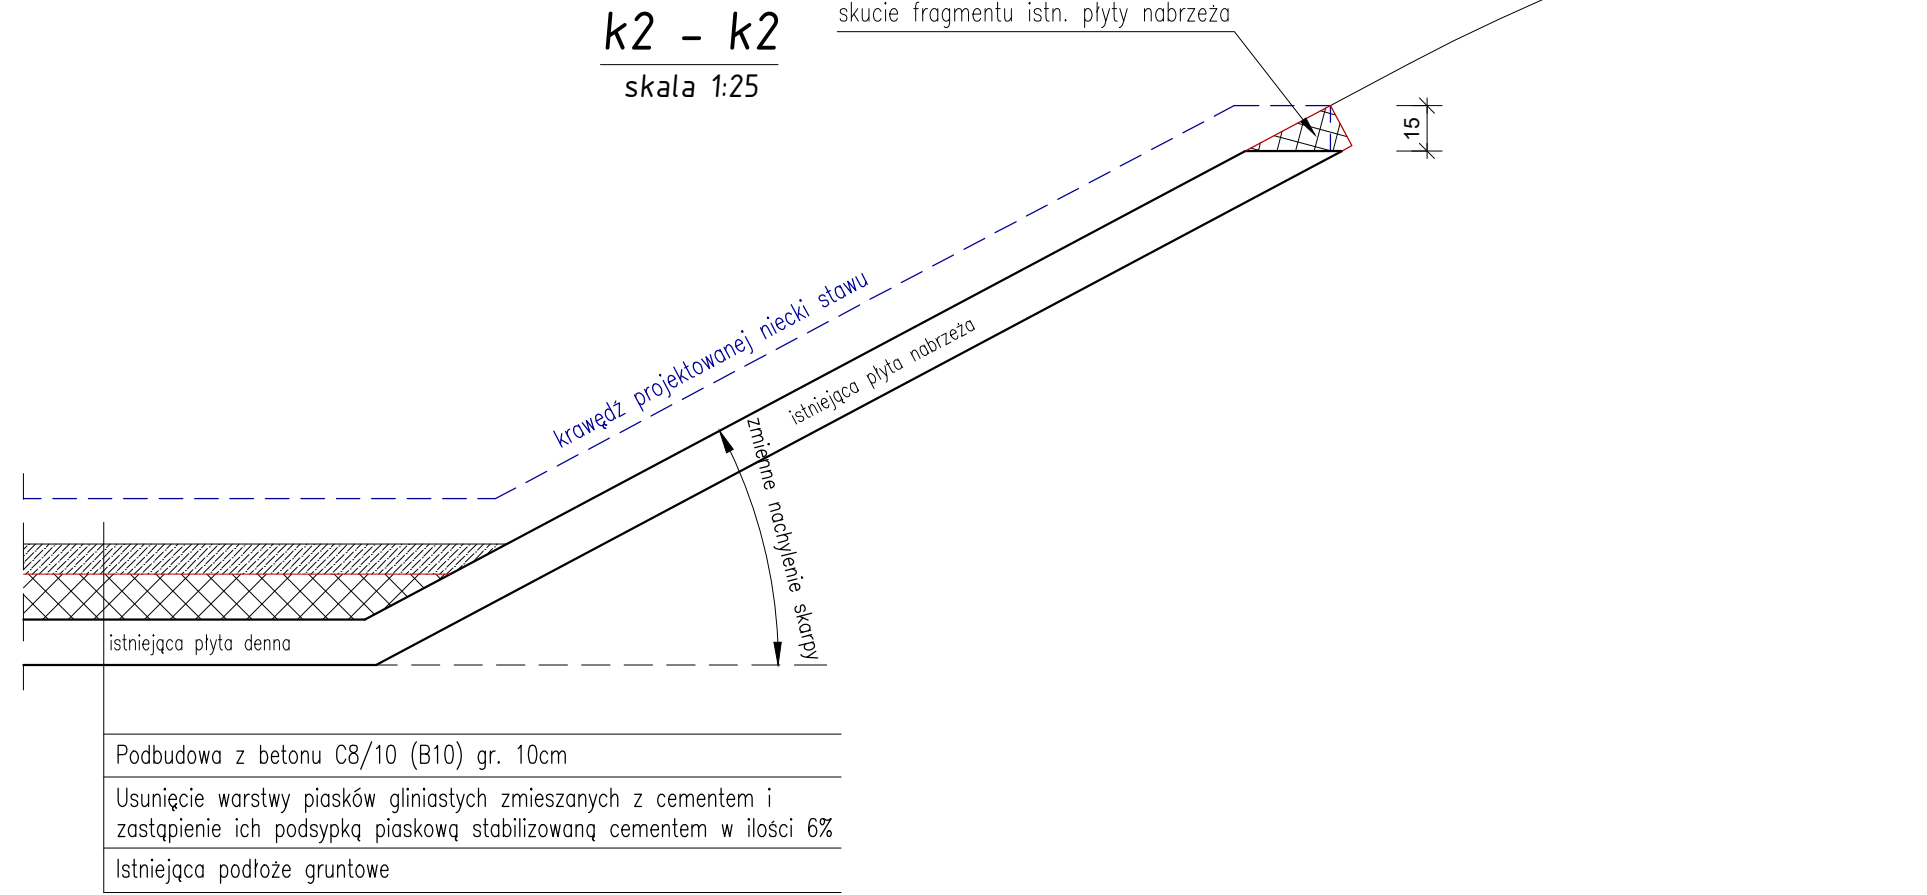 k2 - k2
skala 1:25
skucie fragmentu istn. płyty nabrzeża
15
krawędź projektowanej niecki stawu
istniejąca płyta nabrzeża
zmienne nachylenie skarpy
istniejąca płyta denna
Podbudowa z betonu C8/10 (B10) gr. 10cm
Usunięcie warstwy piasków gliniastych zmieszanych z cementem i
zastąpienie ich podsypką piaskową stabilizowaną cementem w ilości 6%
Istniejąca podłoże gruntowe